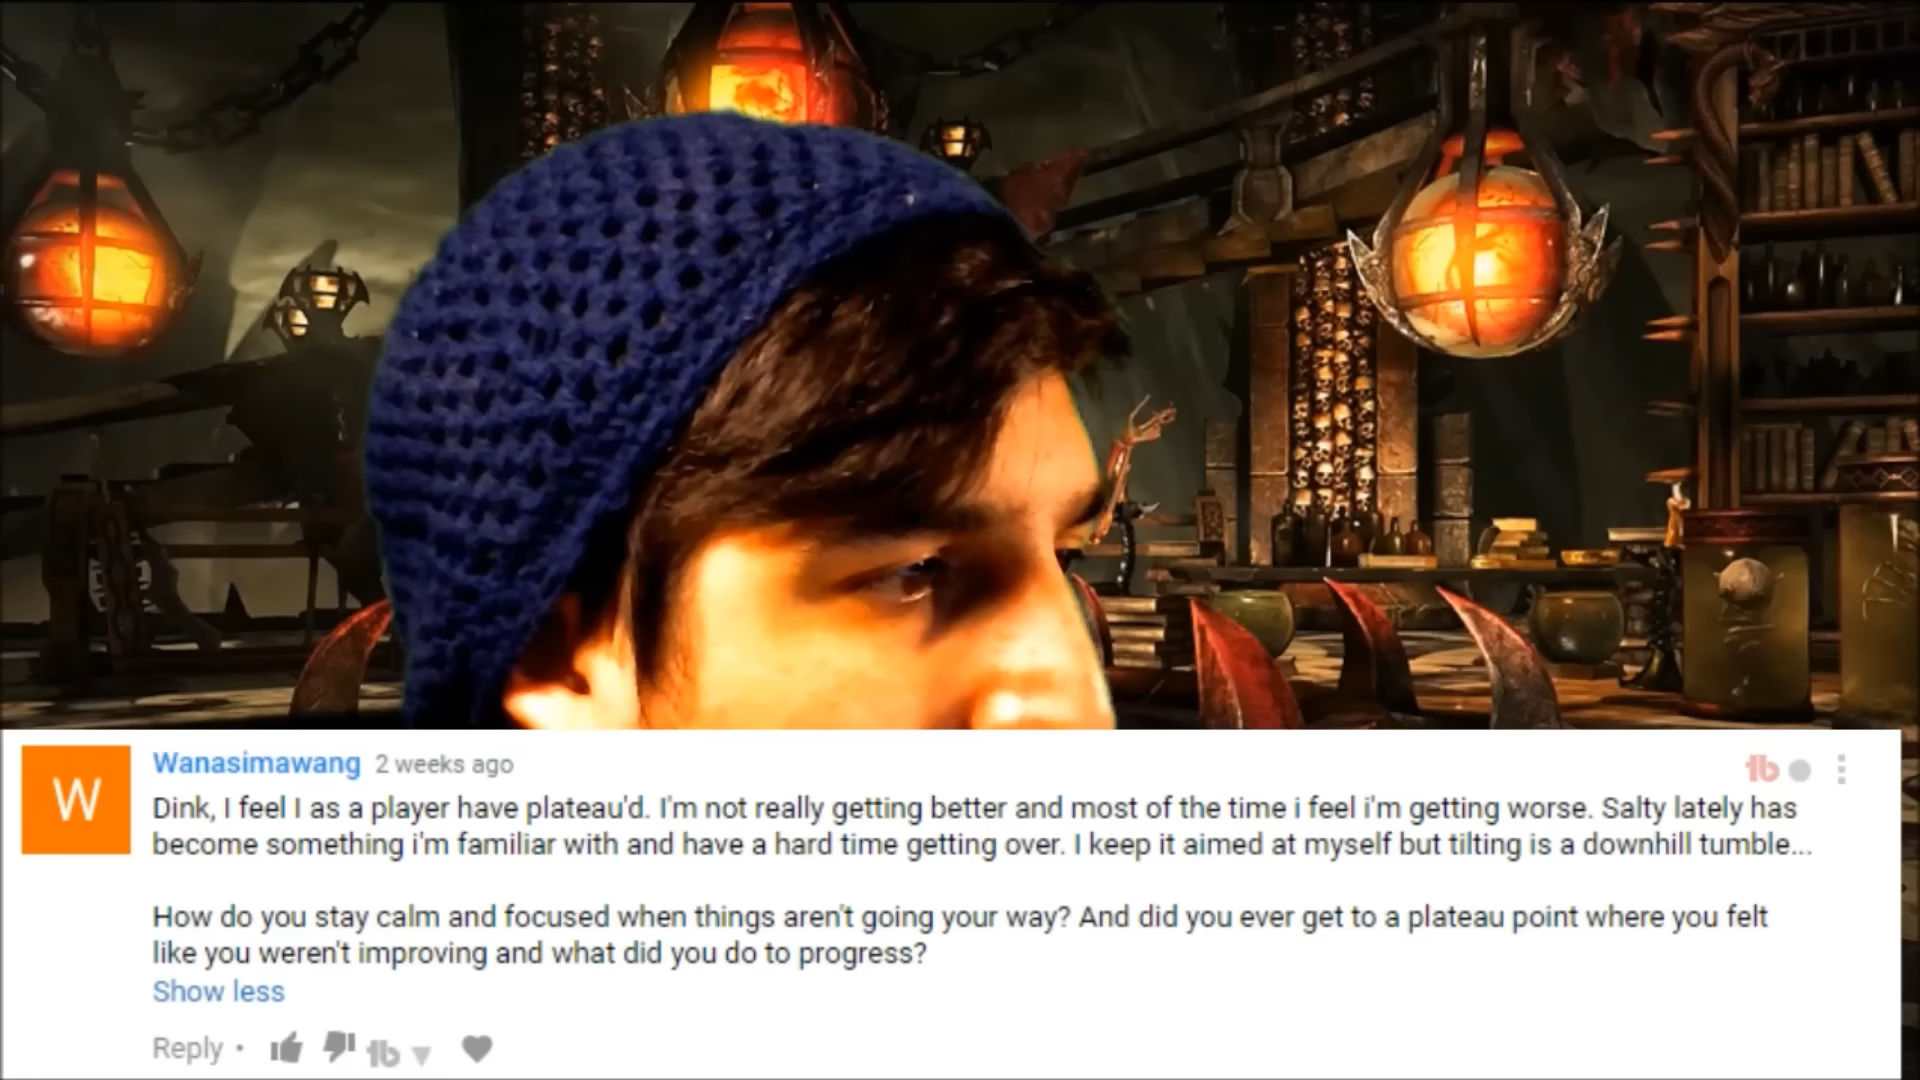 W
Wanasimawang 2 weeks ago
Dink, I feel I as a player have plateau'd. I'm not really getting better and most of the time i feel i'm getting worse. Salty lately has
become something i'm familiar with and have a hard time getting over. I keep it aimed at myself but tilting is a downhill tumble...
How do you stay calm and focused when things aren't going your way? And did you ever get to a plateau point where you felt
like you weren't improving and what did you do to progress?
Show less
Reply •